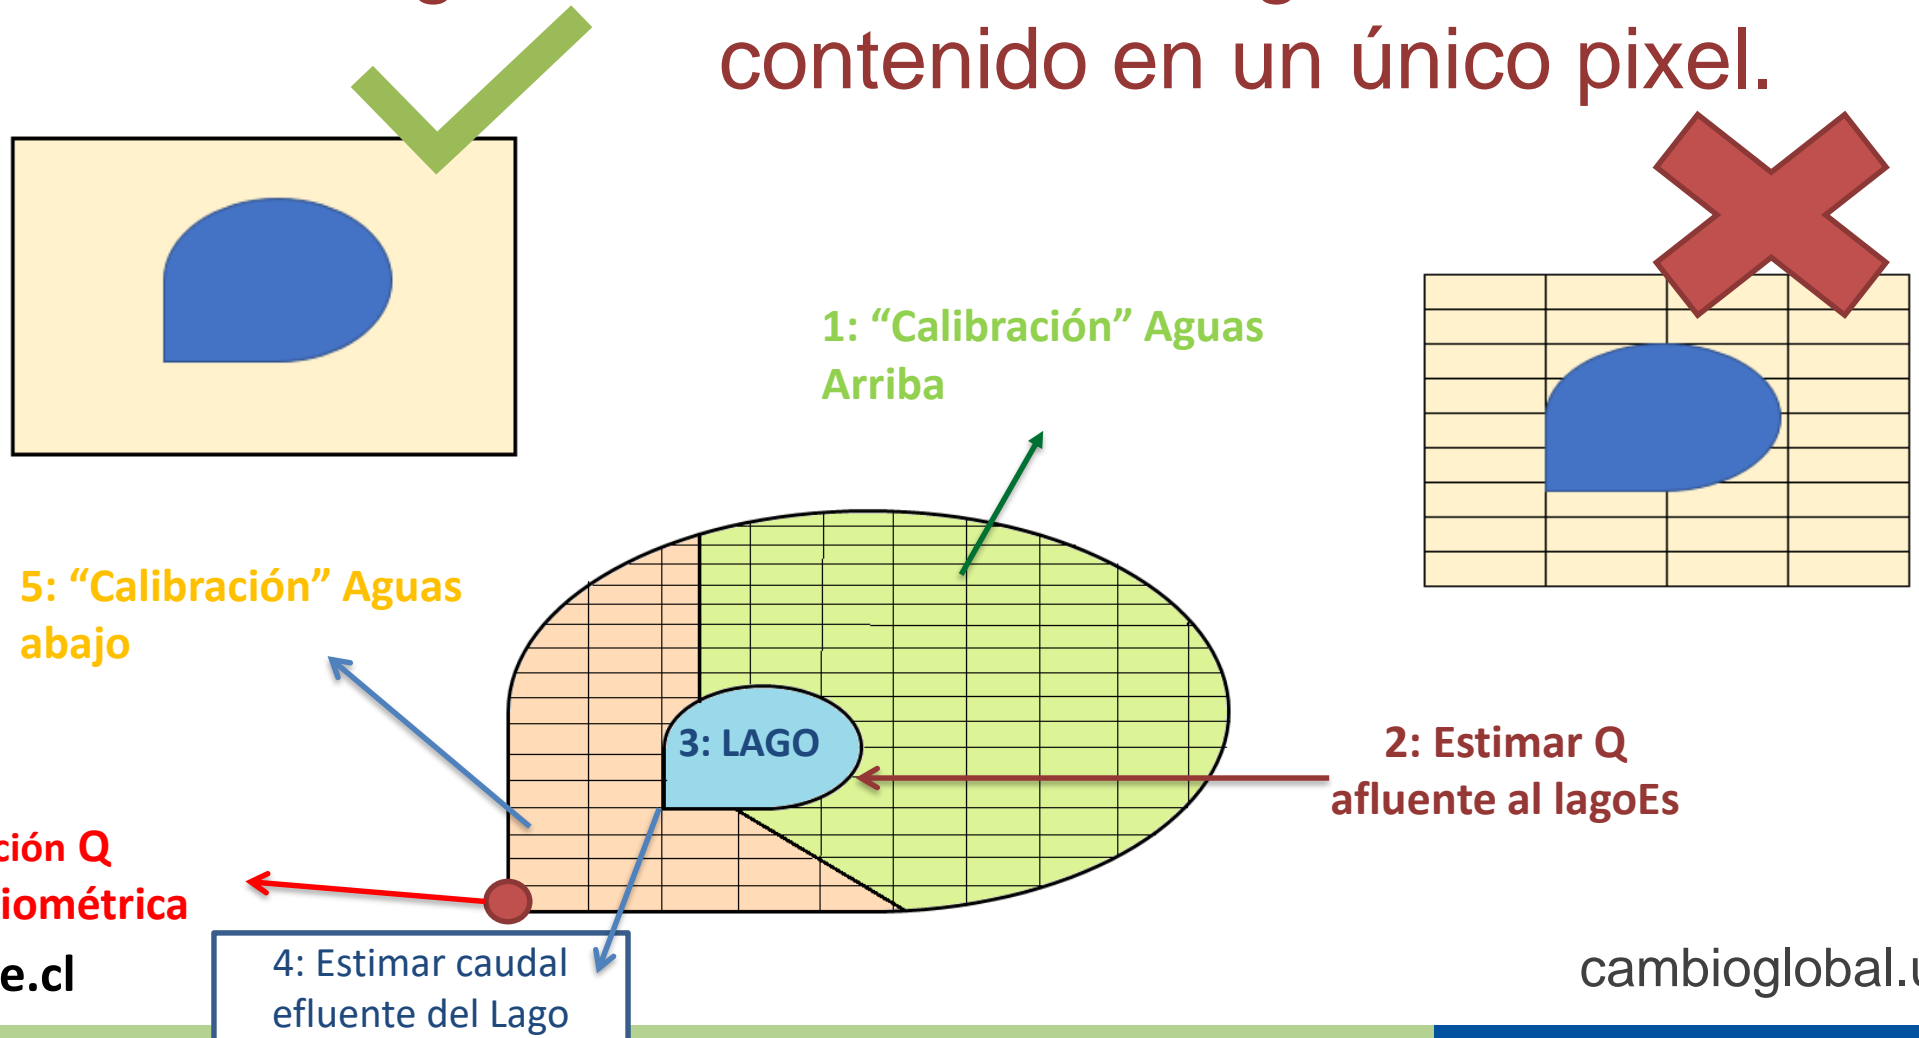 contenido en un único pixel.
1: “Calibración” Aguas
Arriba
5: “Calibración” Aguas
abajo
3: LAGO
2: Estimar Q
afluente al lagoEs
ción Q
iométrica
4: Estimar caudal
efluente del Lago
e.cl
cambioglobal.u